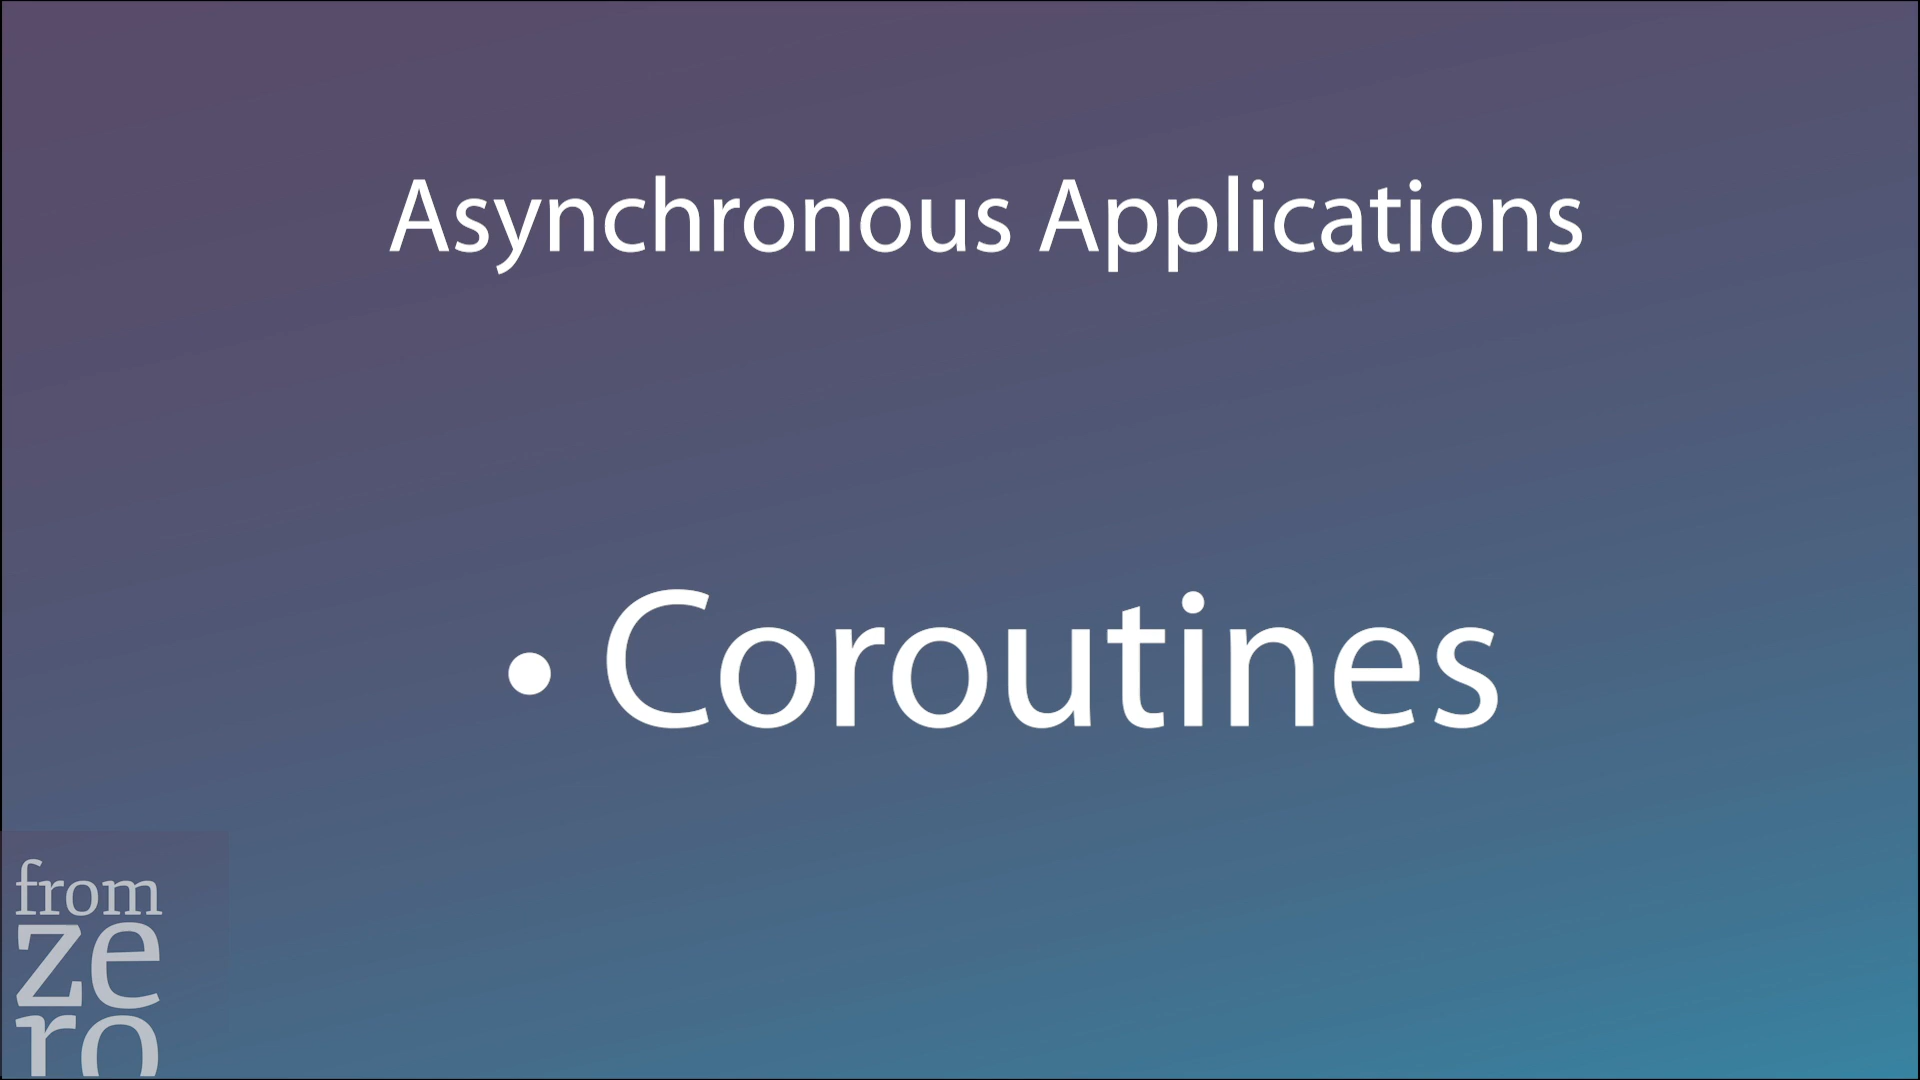 Asynchronous Applications
• Coroutines
from
ze
ro